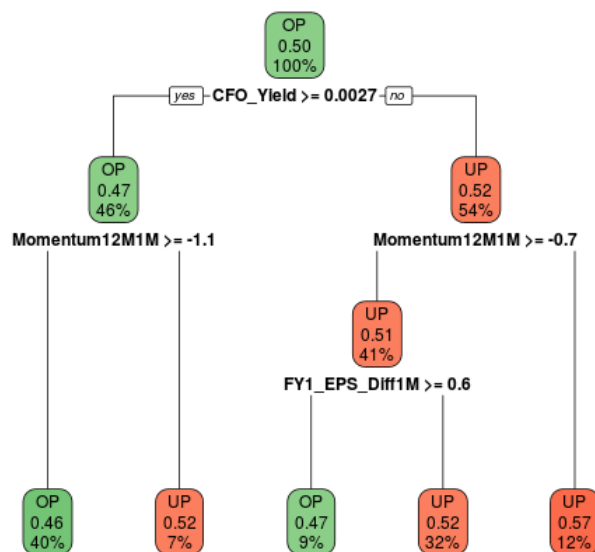 OP
0.50
100%
yes CFO_Yield >= 0.0027 no
OP
0.47
46%
UP
0.52
54%
Momentum12M1M >= -1.1
Momentum12M1M >= -0.7
UP
0.51
41%
FY1_EPS_Diff1M >= 0.6
OP
0.46
40%
UP
0.52
7%
OP
0.47
9%
UP
0.52
32%
UP
0.57
12%